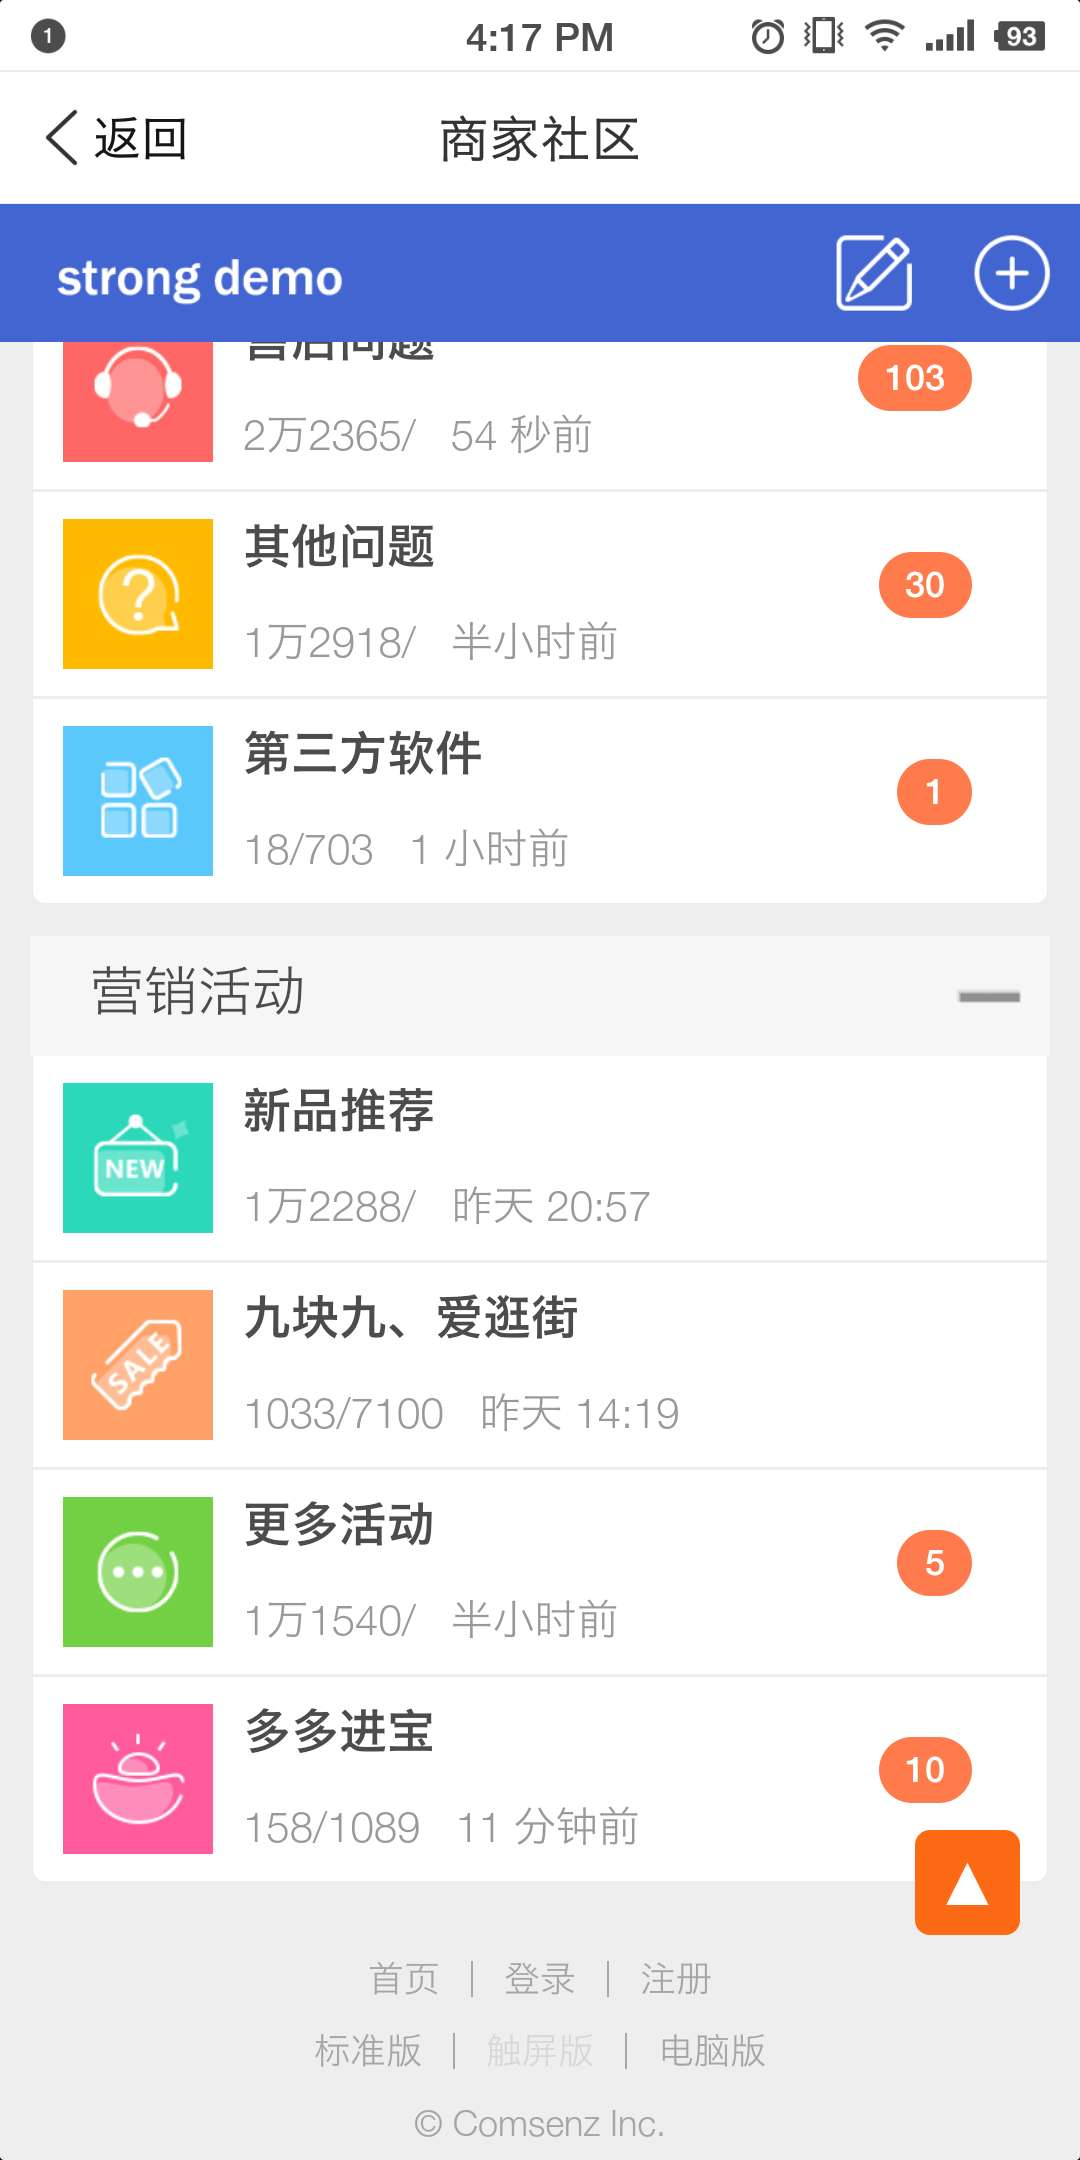 1
4:17 PM
93
返回
商家社区
strong demo
售后问题
103
2万2365/ 54 秒前
其他问题
30
1万2918/ 半小时前
第三方软件
1
18/703 1 小时前
营销活动
NEW
新品推荐
1万2288/ 昨天 20:57
SALE
九块九、爱逛街
1033/7100 昨天 14:19
更多活动
5
1万1540/ 半小时前
多多进宝
10
158/1089 11 分钟前
首页 | 登录 | 注册
标准版 | 触屏版 | 电脑版
© Comsenz Inc.